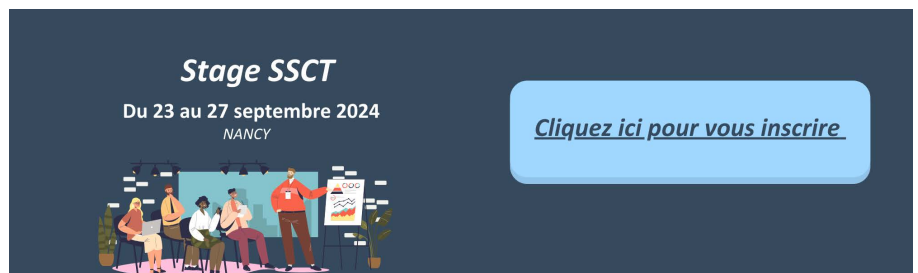 Stage SSCT
Du 23 au 27 septembre 2024
NANCY
Cliquez ici pour vous inscrire